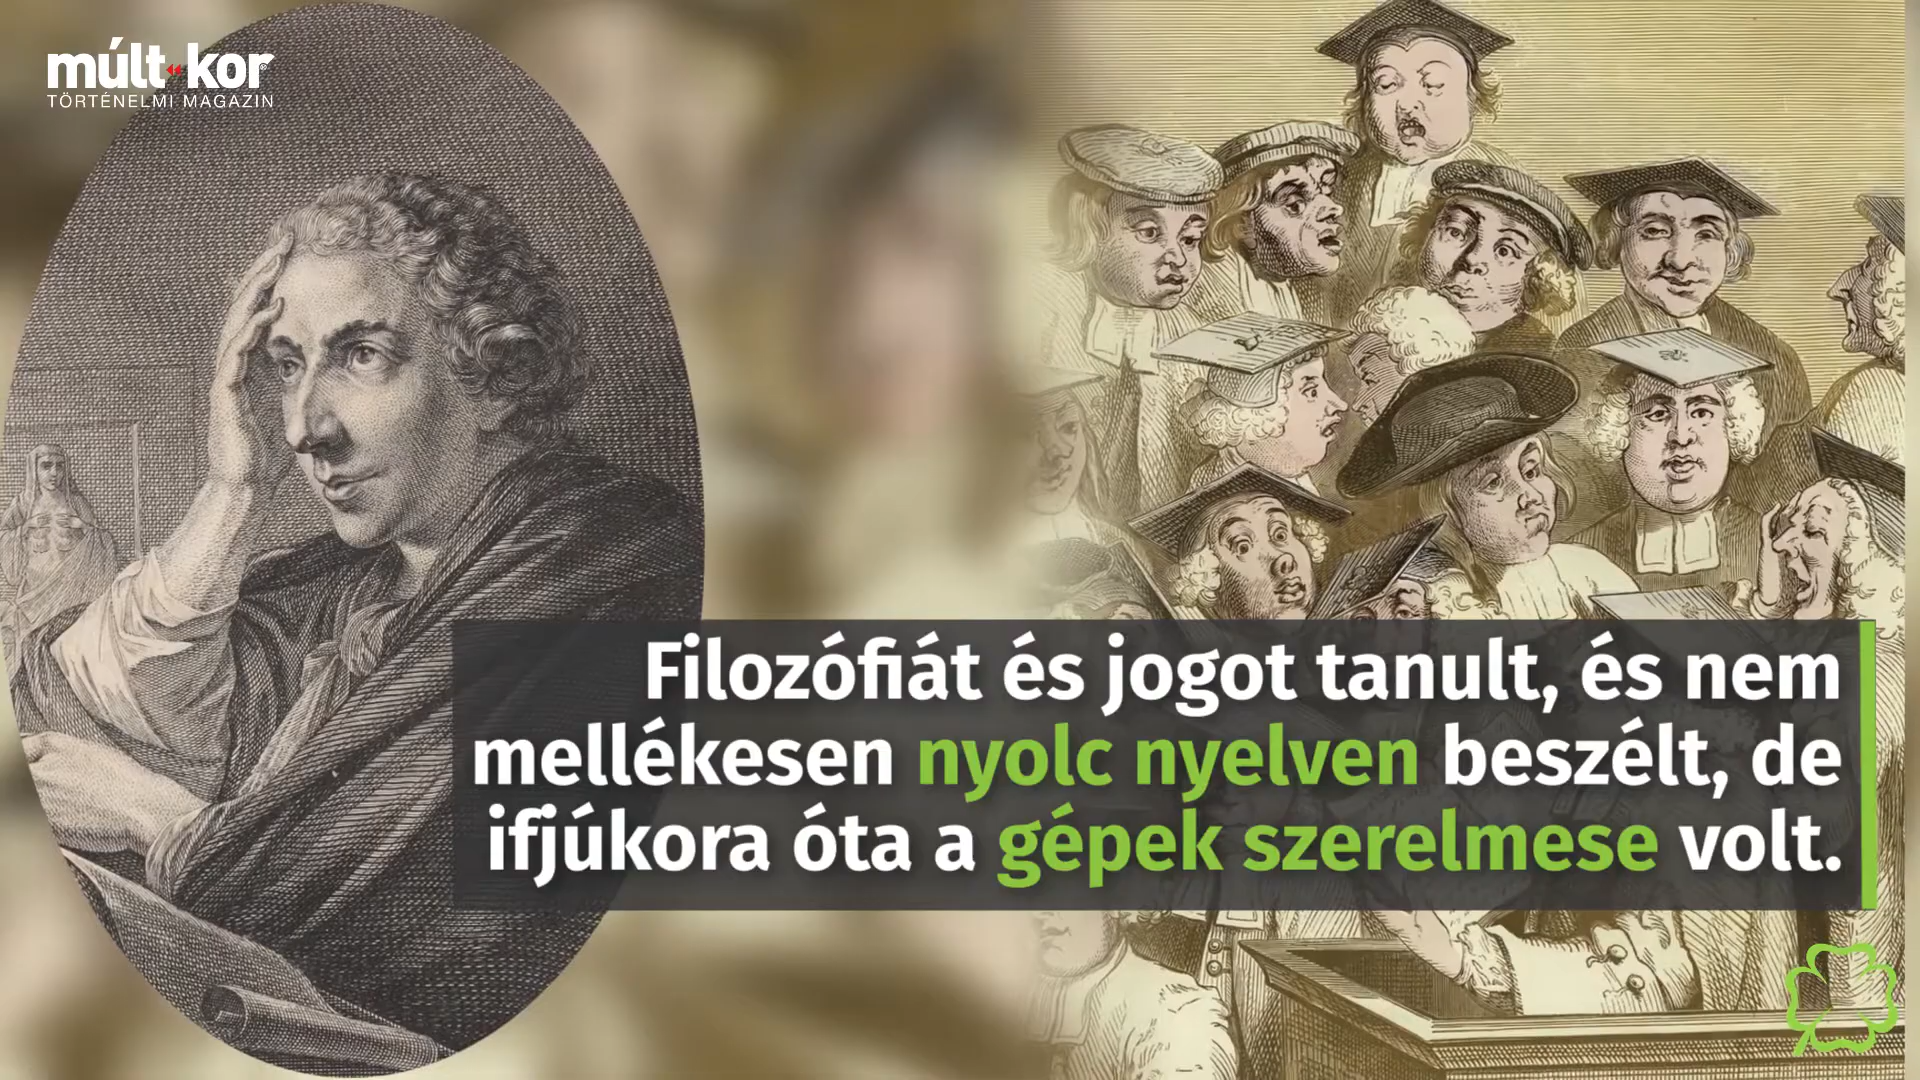 múlt-kor
TÖRTÉNELMI MAGAZIN
Filozófiát és jogot tanult, és nem
mellékesen nyolc nyelven beszélt, de
ifjúkora óta a gépek szerelmese volt.